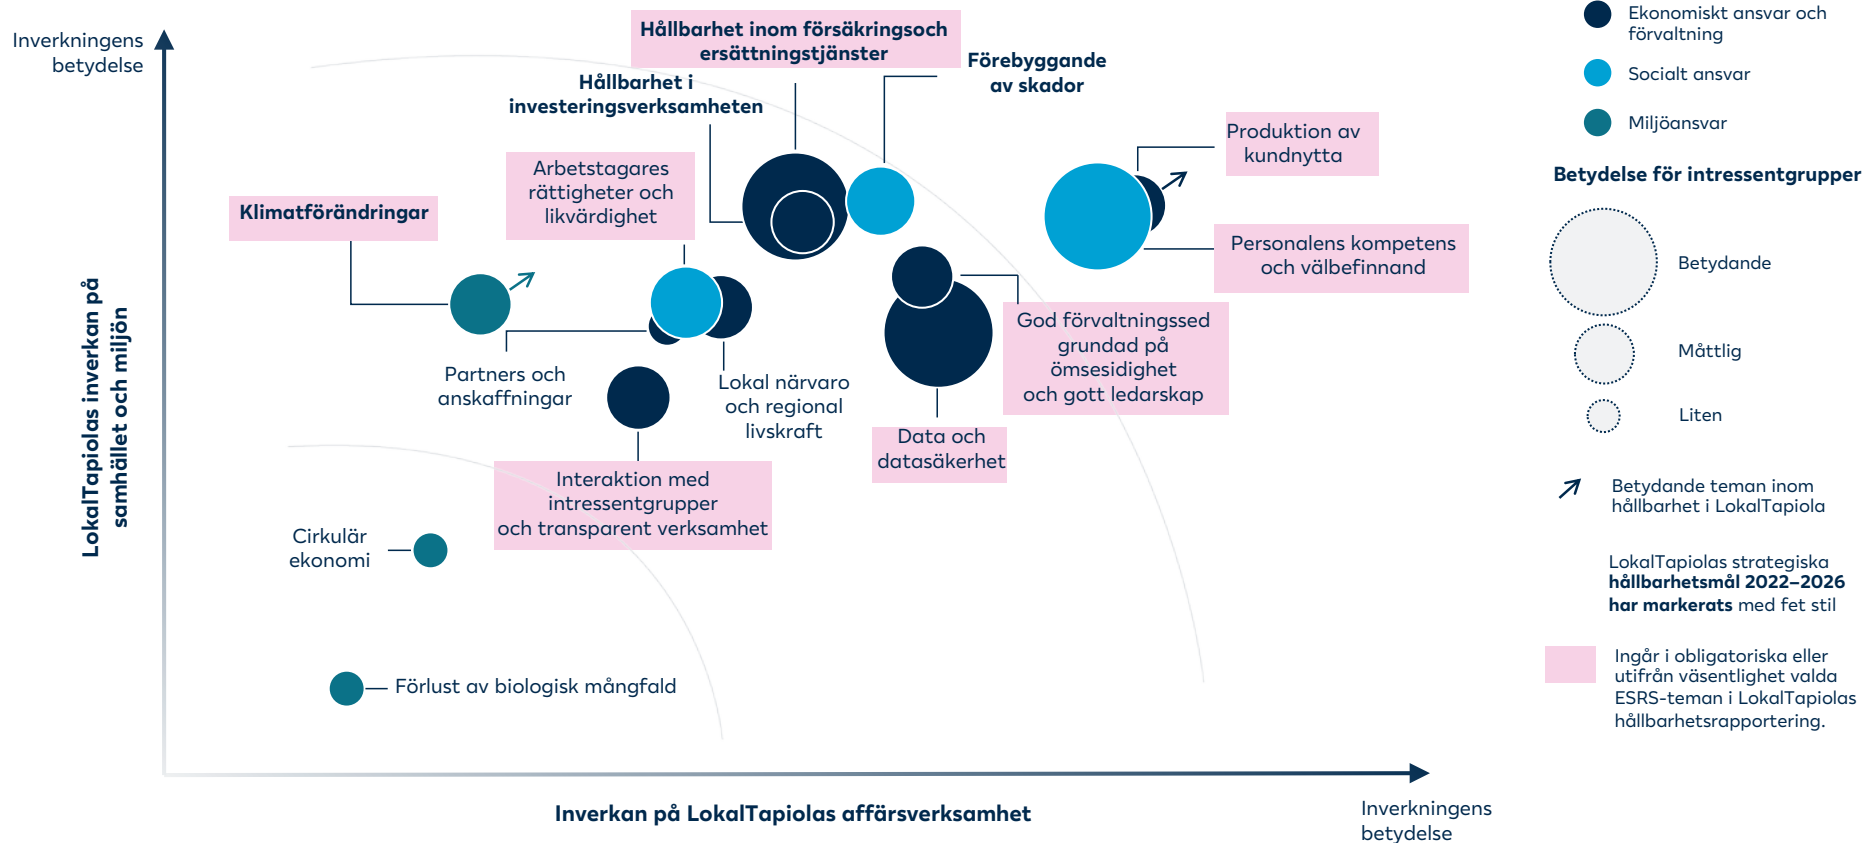 Inverkningens
betydelse
LokalTapiolas inverkan på
samhället och miljön
Hållbarhet inom försäkringsoch
ersättningstjänster
Förebyggande
av skador
Hållbarhet i
investeringsverksamheten
Produktion av
kundnytta
Arbetstagares
rättigheter och
likvärdighet
Klimatförändringar
Personalens kompetens
och välbefinnand
God förvaltningssed
grundad på
ömsesidighet
och gott ledarskap
Partners och
anskaffningar
Lokal närvaro
och regional
livskraft
Data och
datasäkerhet
Interaktion med
intressentgrupper
och transparent verksamhet
Cirkulär
ekonomi
Förlust av biologisk mångfald
Inverkan på LokalTapiolas affärsverksamhet
Inverkningens
betydelse
Ekonomiskt ansvar och
förvaltning
Socialt ansvar
Miljöansvar
Betydelse för intressentgrupper
Betydande
Måttlig
Liten
Betydande teman inom
hållbarhet i LokalTapiola
LokalTapiolas strategiska
hållbarhetsmål 2022–2026
har markerats med fet stil
Ingår i obligatoriska eller
utifrån väsentlighet valda
ESRS-teman i LokalTapiolas
hållbarhetsrapportering.